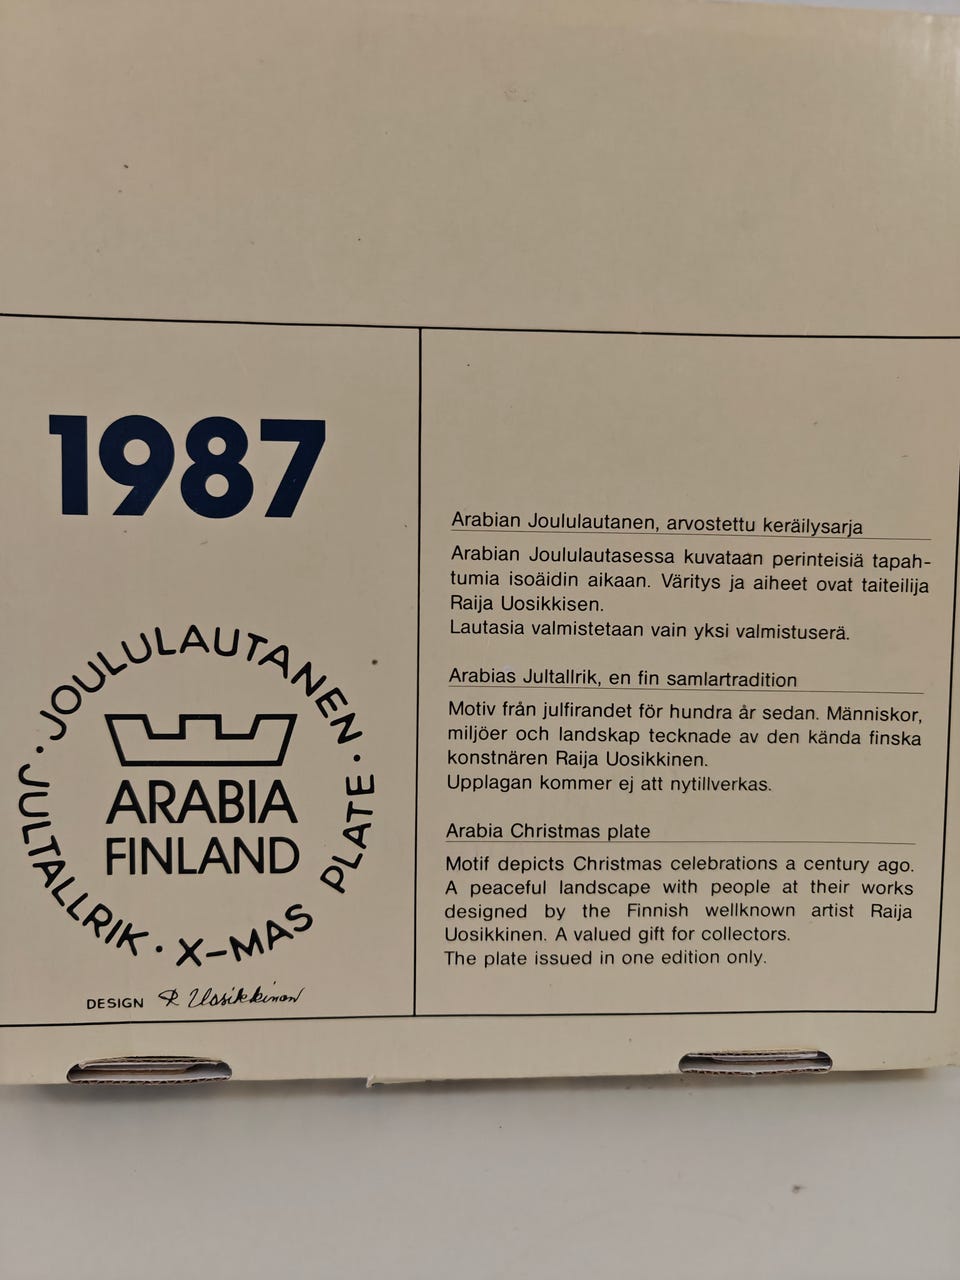 1987
JOULULAUTANEN · JULTALLRIK · X-MAS PLATE ·
ARABIA
FINLAND
DESIGN R Uosikkinen
Arabian Joululautanen, arvostettu keräilysarja
Arabian Joululautasessa kuvataan perinteisiä tapah-
tumia isoäidin aikaan. Väritys ja aiheet ovat taiteilija
Raija Uosikkisen.
Lautasia valmistetaan vain yksi valmistuserä.
Arabias Jultallrik, en fin samlartradition
Motiv från julfirandet för hundra år sedan. Människor,
miljöer och landskap tecknade av den kända finska
konstnären Raija Uosikkinen.
Upplagan kommer ej att nytillverkas.
Arabia Christmas plate
Motif depicts Christmas celebrations a century ago.
A peaceful landscape with people at their works
designed by the Finnish wellknown artist Raija
Uosikkinen. A valued gift for collectors.
The plate issued in one edition only.